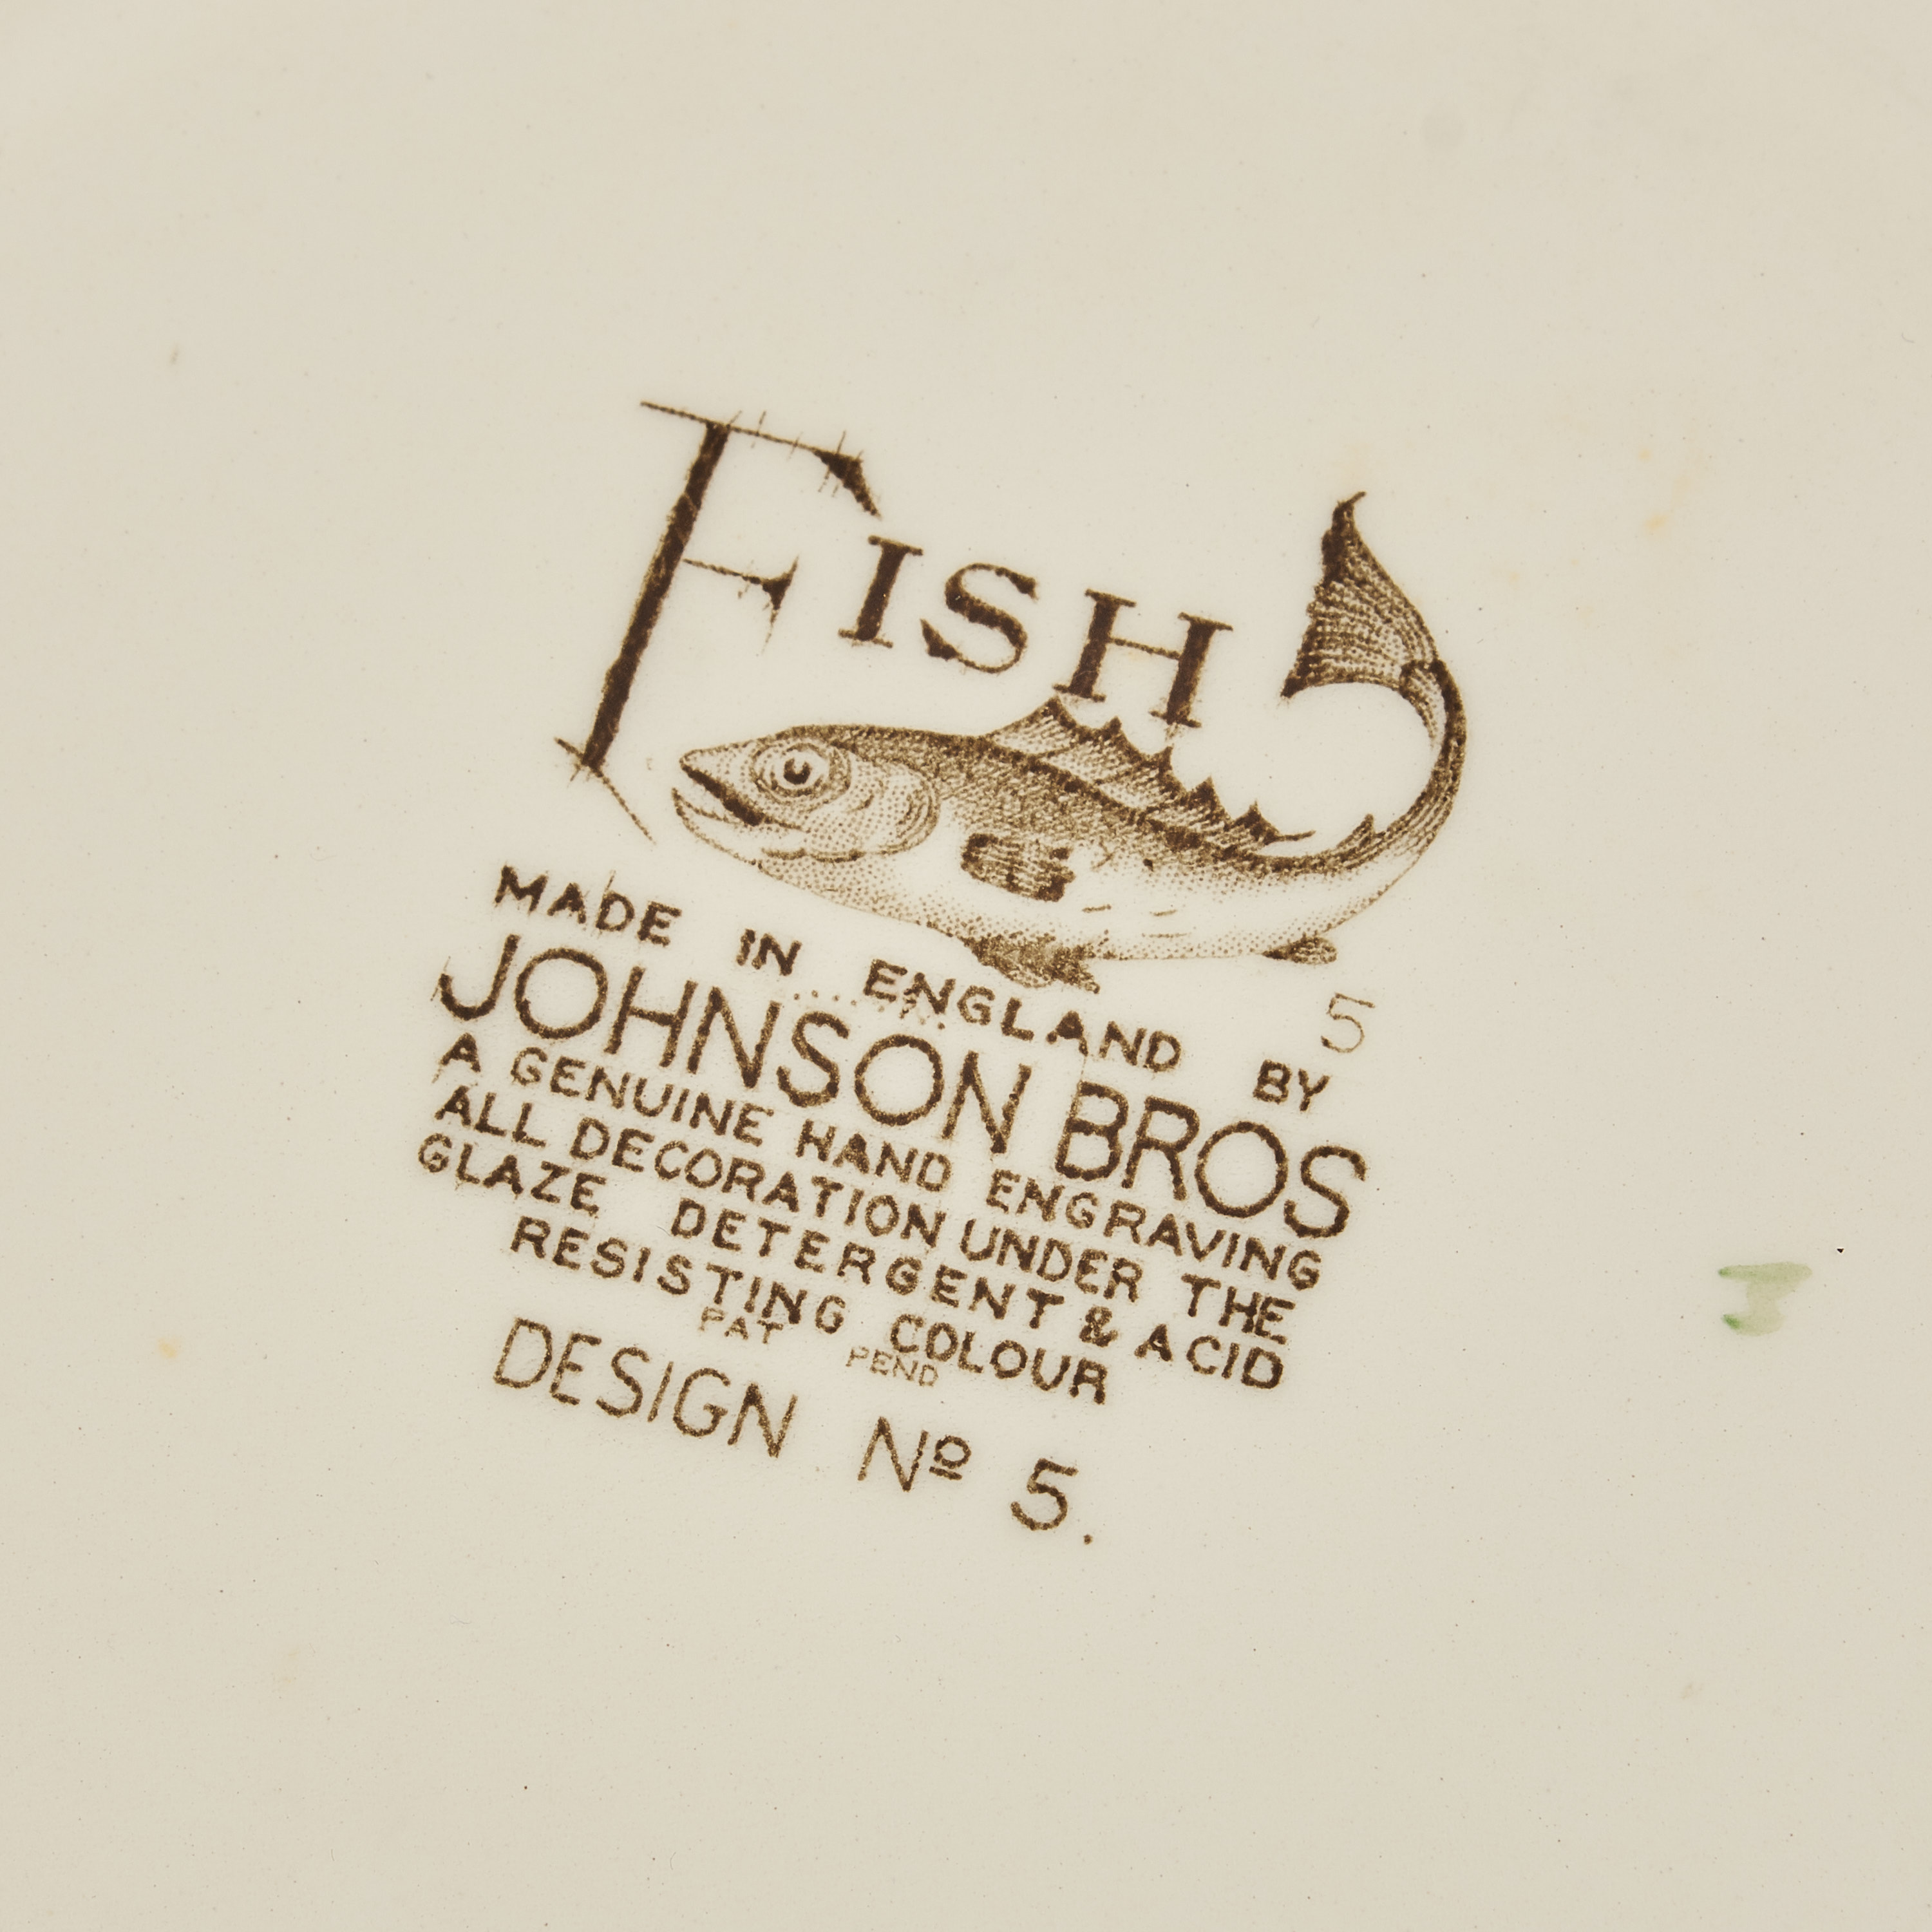 FISH
5
MADE IN ENGLAND BY
JOHNSON BROS
A GENUINE HAND ENGRAVING
ALL DECORATION UNDER THE
GLAZE DETERGENT & ACID
RESISTING COLOUR
PAT PEND
DESIGN Nº 5.